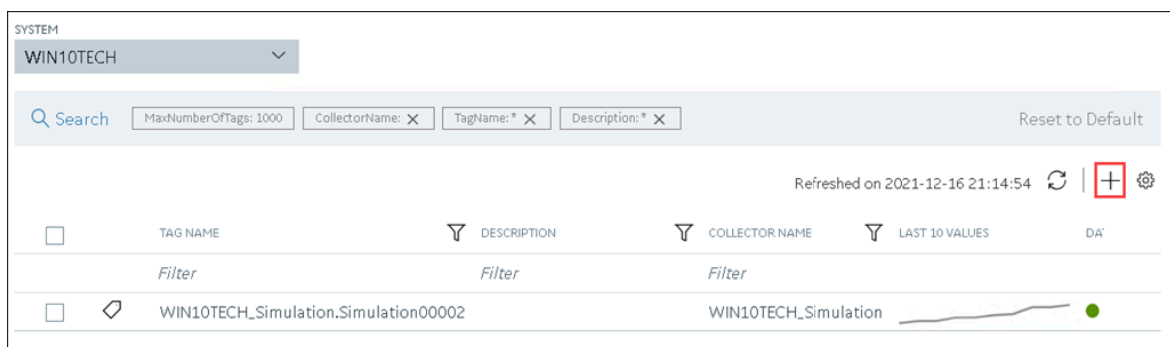 SYSTEM
WIN10TECH
Search MaxNumberOfTags: 1000 CollectorName: TagName: * Description: * Reset to Default
Refreshed on 2021-12-16 21:14:54
TAG NAME DESCRIPTION COLLECTOR NAME LAST 10 VALUES DA
Filter Filter Filter
WIN10TECH_Simulation.Simulation00002 WIN10TECH_Simulation